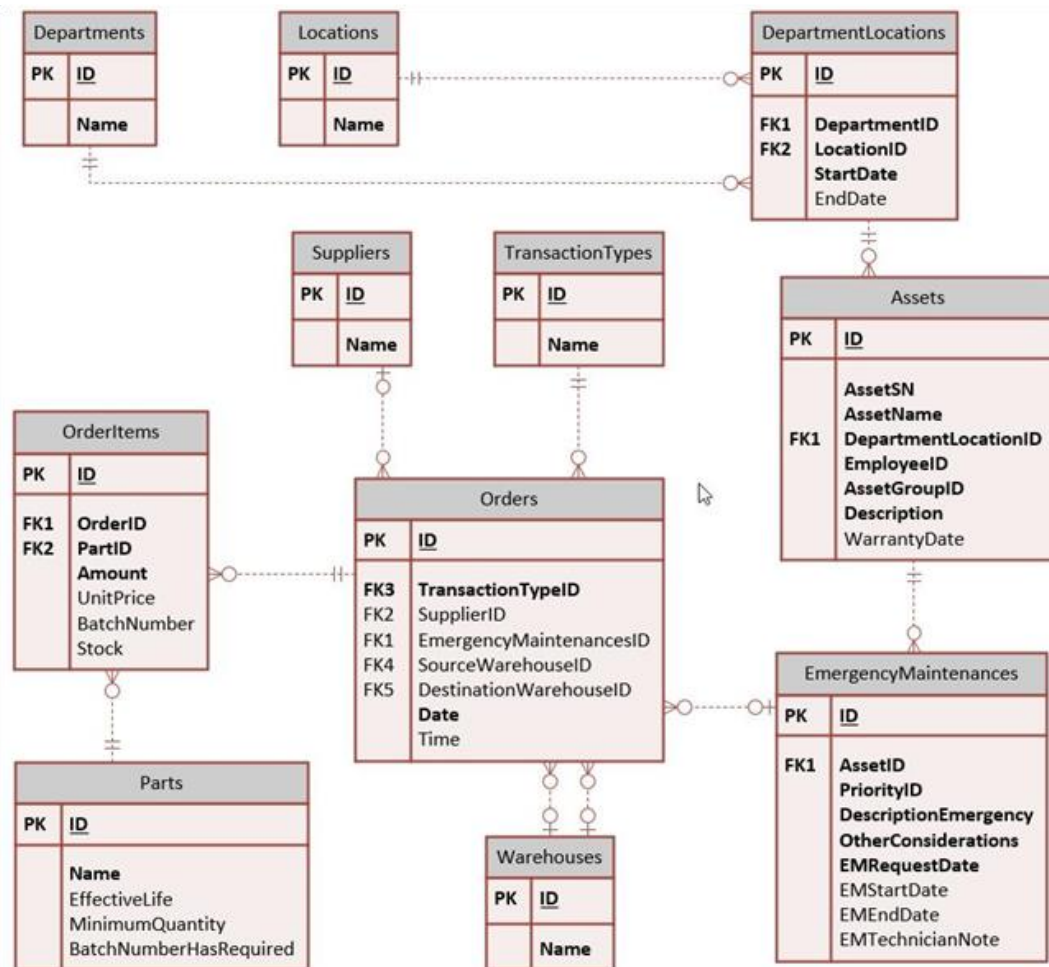 Departments
PK ID
Name
Locations
PK ID
Name
DepartmentLocations
PK ID
FK1 DepartmentID
FK2 LocationID
StartDate
EndDate
Suppliers
PK ID
Name
TransactionTypes
PK ID
Name
Assets
PK ID
AssetSN
AssetName
FK1 DepartmentLocationID
EmployeeID
AssetGroupID
Description
WarrantyDate
OrderItems
PK ID
FK1 OrderID
FK2 PartID
Amount
UnitPrice
BatchNumber
Stock
Orders
PK ID
FK3 TransactionTypeID
FK2 SupplierID
FK1 EmergencyMaintenancesID
FK4 SourceWarehouseID
FK5 DestinationWarehouseID
Date
Time
EmergencyMaintenances
PK ID
FK1 AssetID
PriorityID
DescriptionEmergency
OtherConsiderations
EMRequestDate
EMStartDate
EMEndDate
EMTechnicianNote
Parts
PK ID
Name
EffectiveLife
MinimumQuantity
BatchNumberHasRequired
Warehouses
PK ID
Name